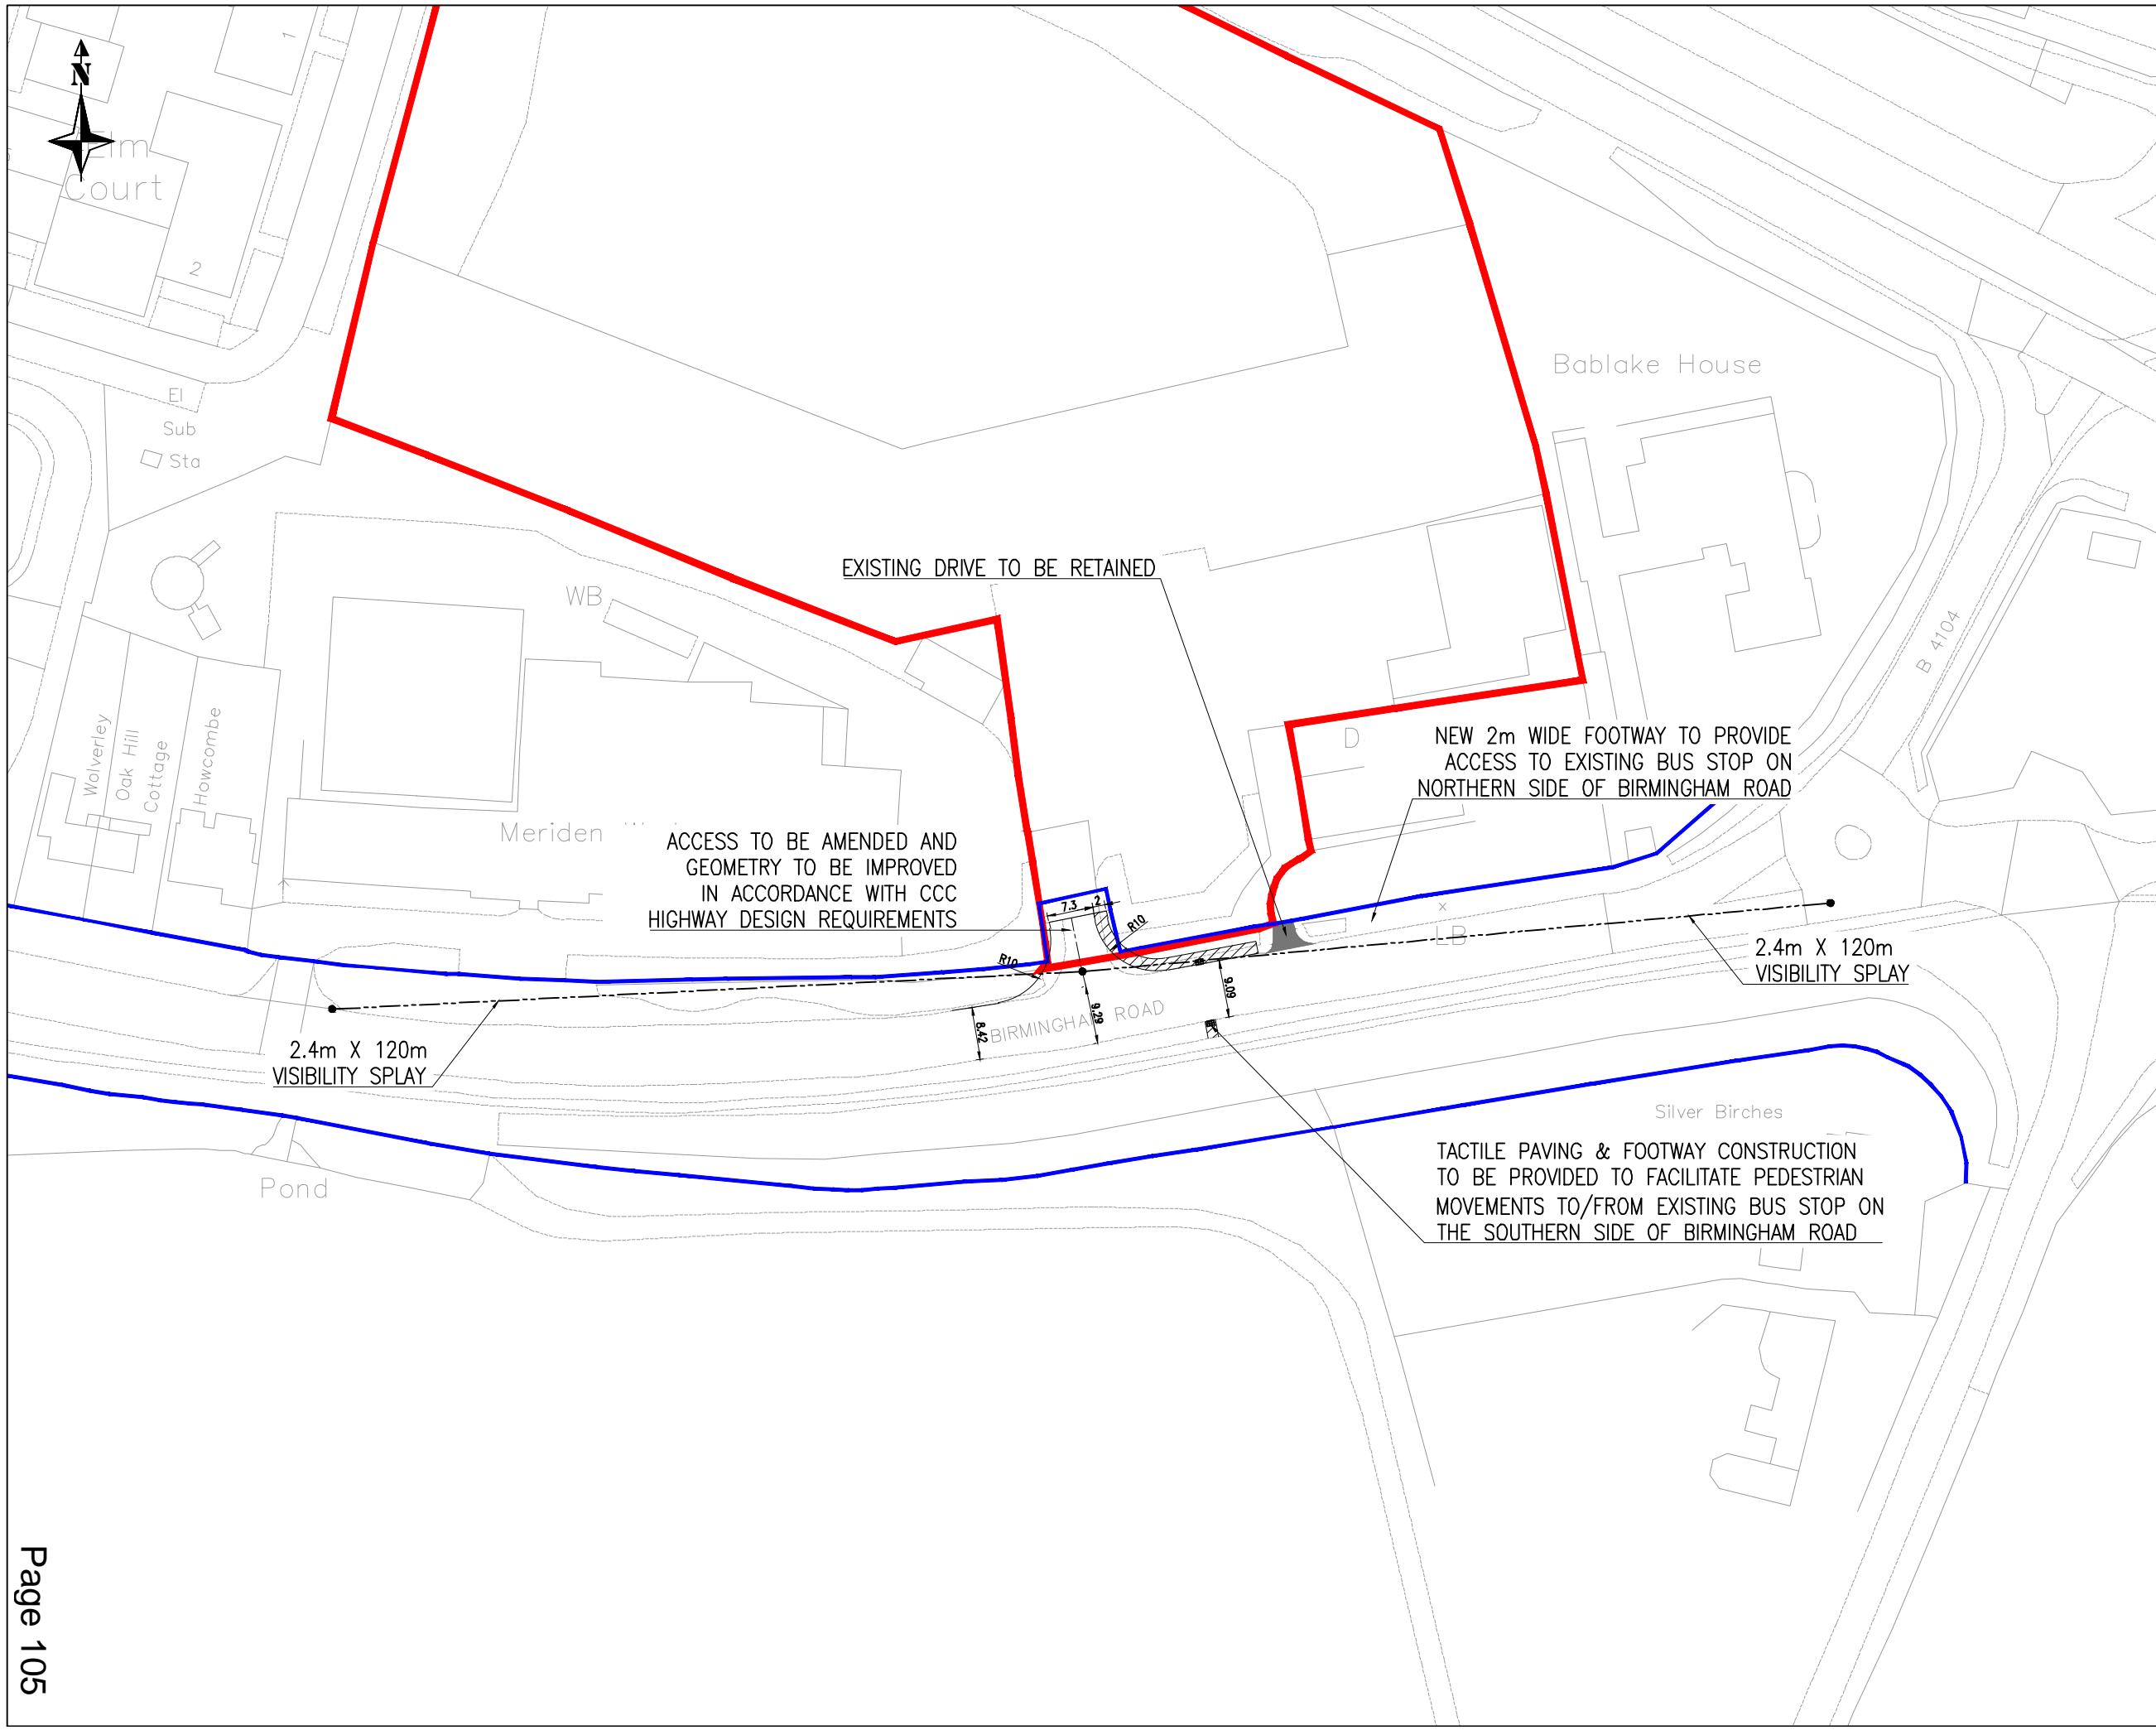 N
1
Elm
Court
2
El
Sub
Sta
Bablake House
B 4104
EXISTING DRIVE TO BE RETAINED
WB
Wolverley
Oak Hill
Cottage
Howcombe
Meriden
D
NEW 2m WIDE FOOTWAY TO PROVIDE
ACCESS TO EXISTING BUS STOP ON
NORTHERN SIDE OF BIRMINGHAM ROAD
ACCESS TO BE AMENDED AND
GEOMETRY TO BE IMPROVED
IN ACCORDANCE WITH CCC
HIGHWAY DESIGN REQUIREMENTS
7.3
2
R10
R10
LB
2.4m X 120m
VISIBILITY SPLAY
9.09
9.29
8.42
BIRMINGHAM ROAD
2.4m X 120m
VISIBILITY SPLAY
Silver Birches
Pond
TACTILE PAVING & FOOTWAY CONSTRUCTION
TO BE PROVIDED TO FACILITATE PEDESTRIAN
MOVEMENTS TO/FROM EXISTING BUS STOP ON
THE SOUTHERN SIDE OF BIRMINGHAM ROAD
Page 105